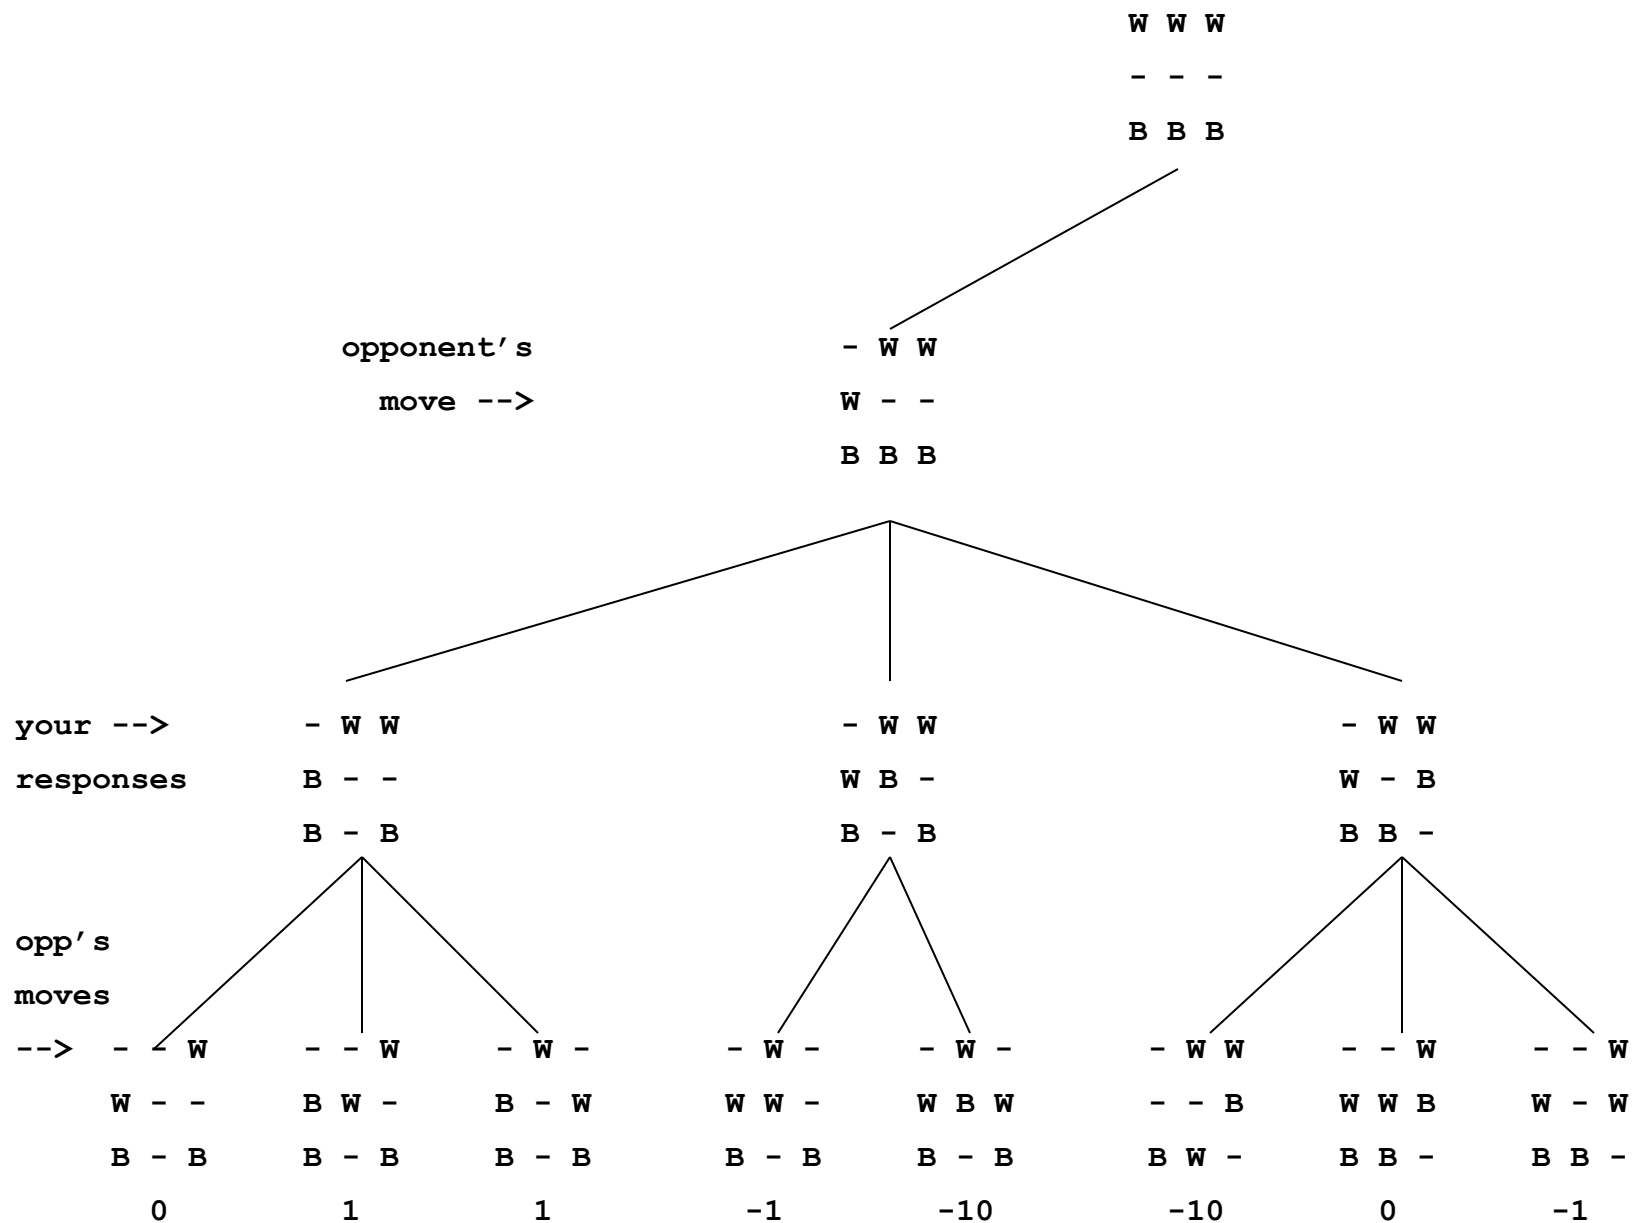 W W W
- - -
B B B
opponent’s - W W
move --> W - -
B B B
your --> - W W - W W - W W
responses B - - W B - W - B
B - B B - B B B -
opp’s
moves
--> - - W - - W - W - - W - - W - - W W - - W - - W
W - - B W - B - W W W - W B W - - B W W B W - W
B - B B - B B - B B - B B - B B W - B B - B B -
0 1 1 -1 -10 -10 0 -1